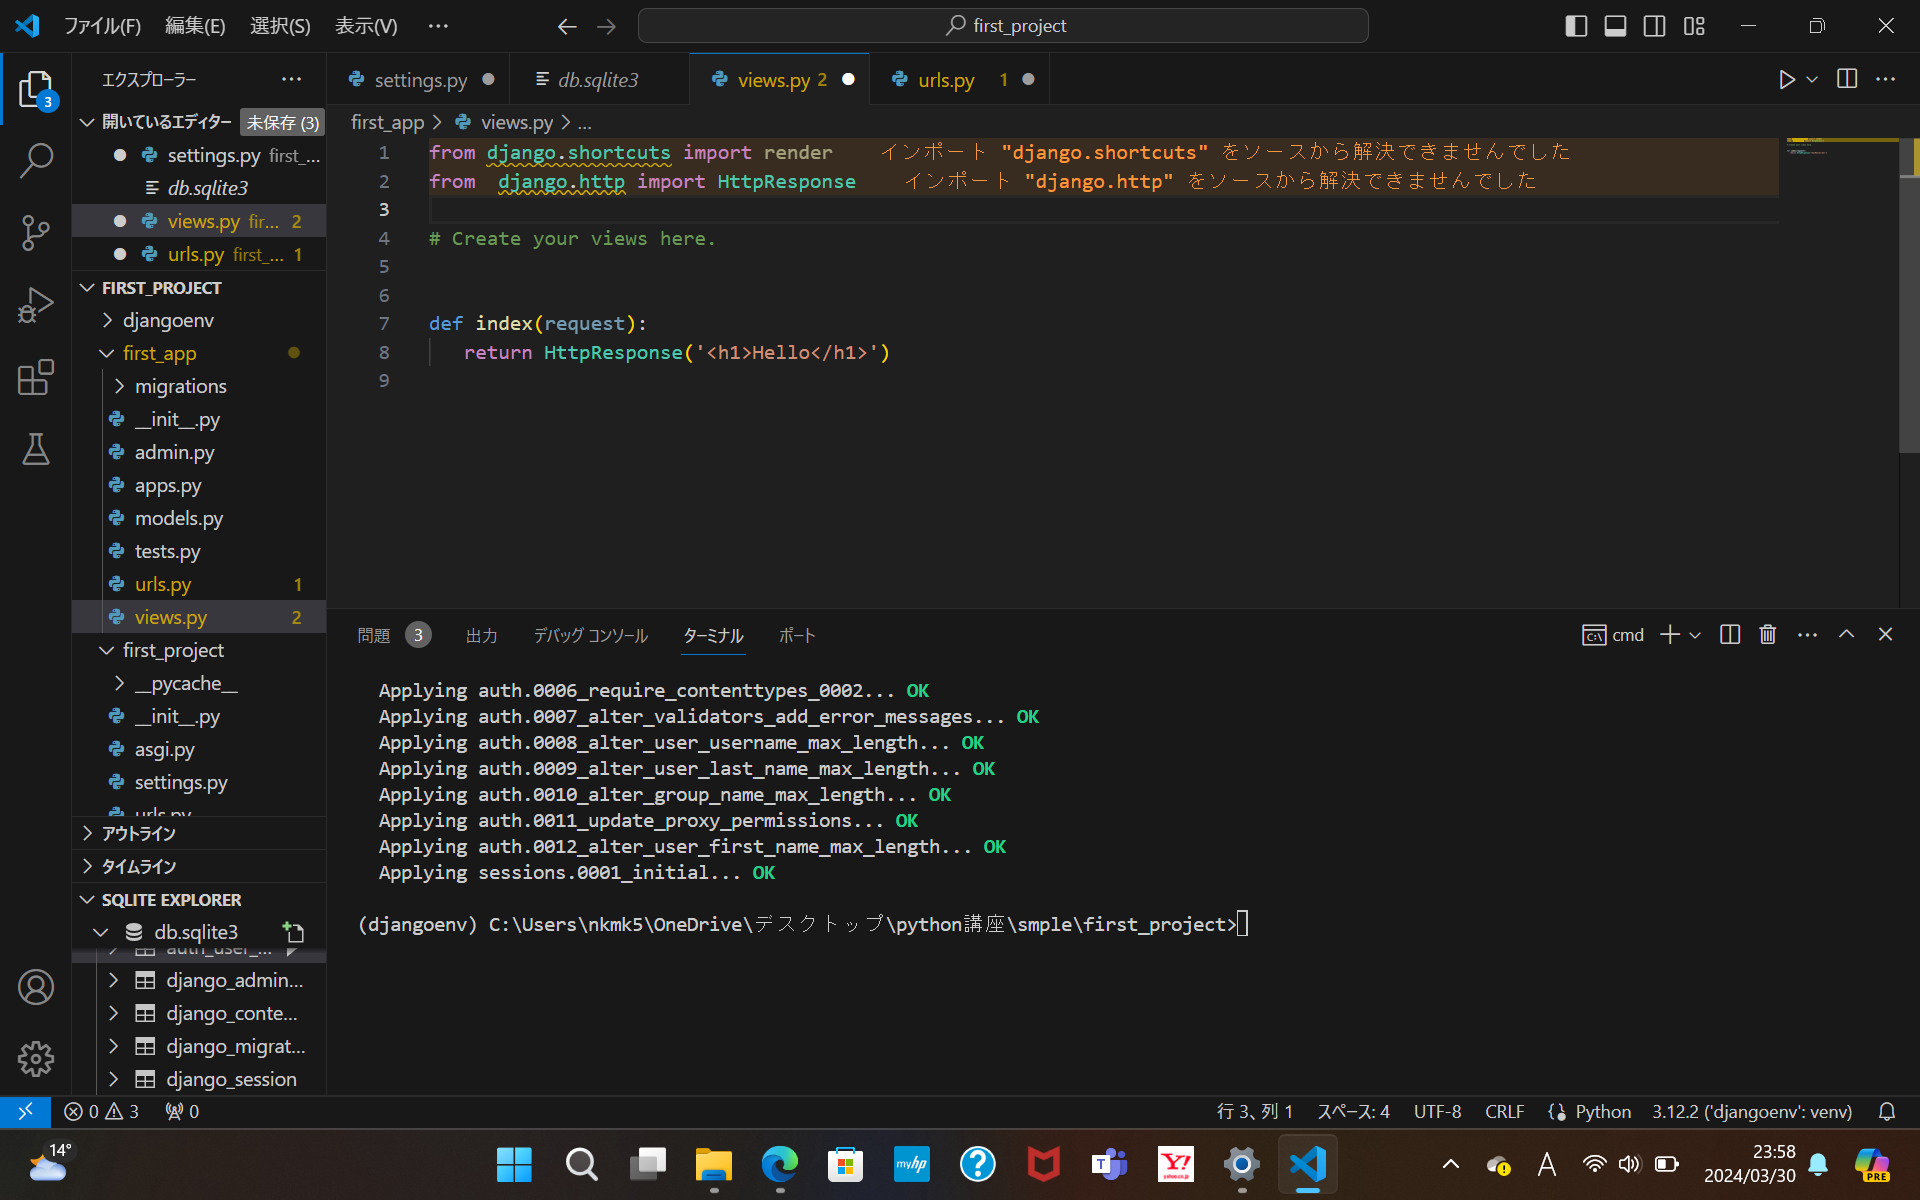 ファイル(F) 編集(E) 選択(S) 表示(V) ··· first_project
エクスプローラー
settings.py
db.sqlite3
views.py 2
urls.py 1
開いているエディター 未保存 (3)
first_app > views.py > ...
settings.py first_...
db.sqlite3
views.py fir... 2
urls.py first_... 1
FIRST_PROJECT
djangoenv
first_app
migrations
__init__.py
admin.py
apps.py
models.py
tests.py
urls.py 1
views.py 2
first_project
__pycache__
__init__.py
asgi.py
settings.py
urls.py
アウトライン
タイムライン
SQLITE EXPLORER
db.sqlite3
auth_user_...
django_admin...
django_conte...
django_migrat...
django_session
1 from django.shortcuts import render インポート "django.shortcuts" をソースから解決できませんでした
2 from django.http import HttpResponse インポート "django.http" をソースから解決できませんでした
3
4 # Create your views here.
5
6
7 def index(request):
8 return HttpResponse('<h1>Hello</h1>')
9
問題 3 出力 デバッグ コンソール ターミナル ポート cmd
Applying auth.0006_require_contenttypes_0002... OK
Applying auth.0007_alter_validators_add_error_messages... OK
Applying auth.0008_alter_user_username_max_length... OK
Applying auth.0009_alter_user_last_name_max_length... OK
Applying auth.0010_alter_group_name_max_length... OK
Applying auth.0011_update_proxy_permissions... OK
Applying auth.0012_alter_user_first_name_max_length... OK
Applying sessions.0001_initial... OK
(djangoenv) C:\Users\nkmk5\OneDrive\デスクトップ\python講座\smple\first_project>
0 3 0 行 3、列 1 スペース: 4 UTF-8 CRLF Python 3.12.2 ('djangoenv': venv)
14°
myhp
Y!
A
23:58
2024/03/30
PRE